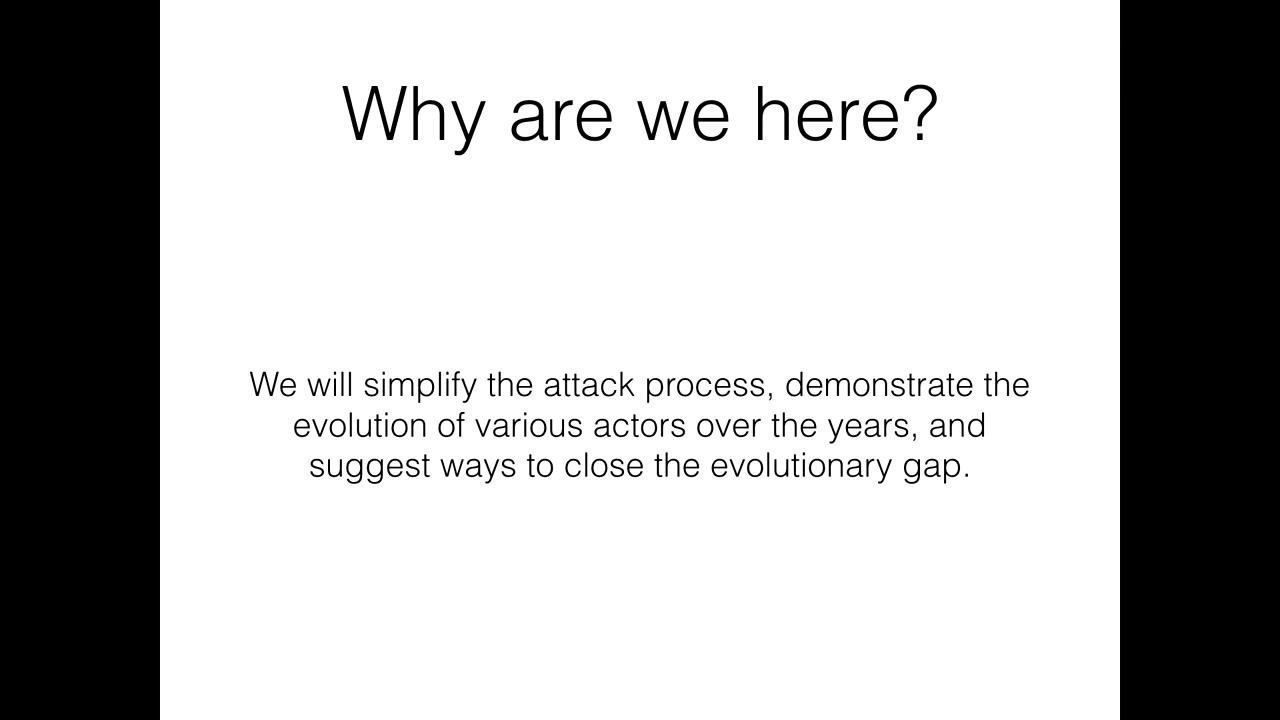 Why are we here?
We will simplify the attack process, demonstrate the
evolution of various actors over the years, and
suggest ways to close the evolutionary gap.